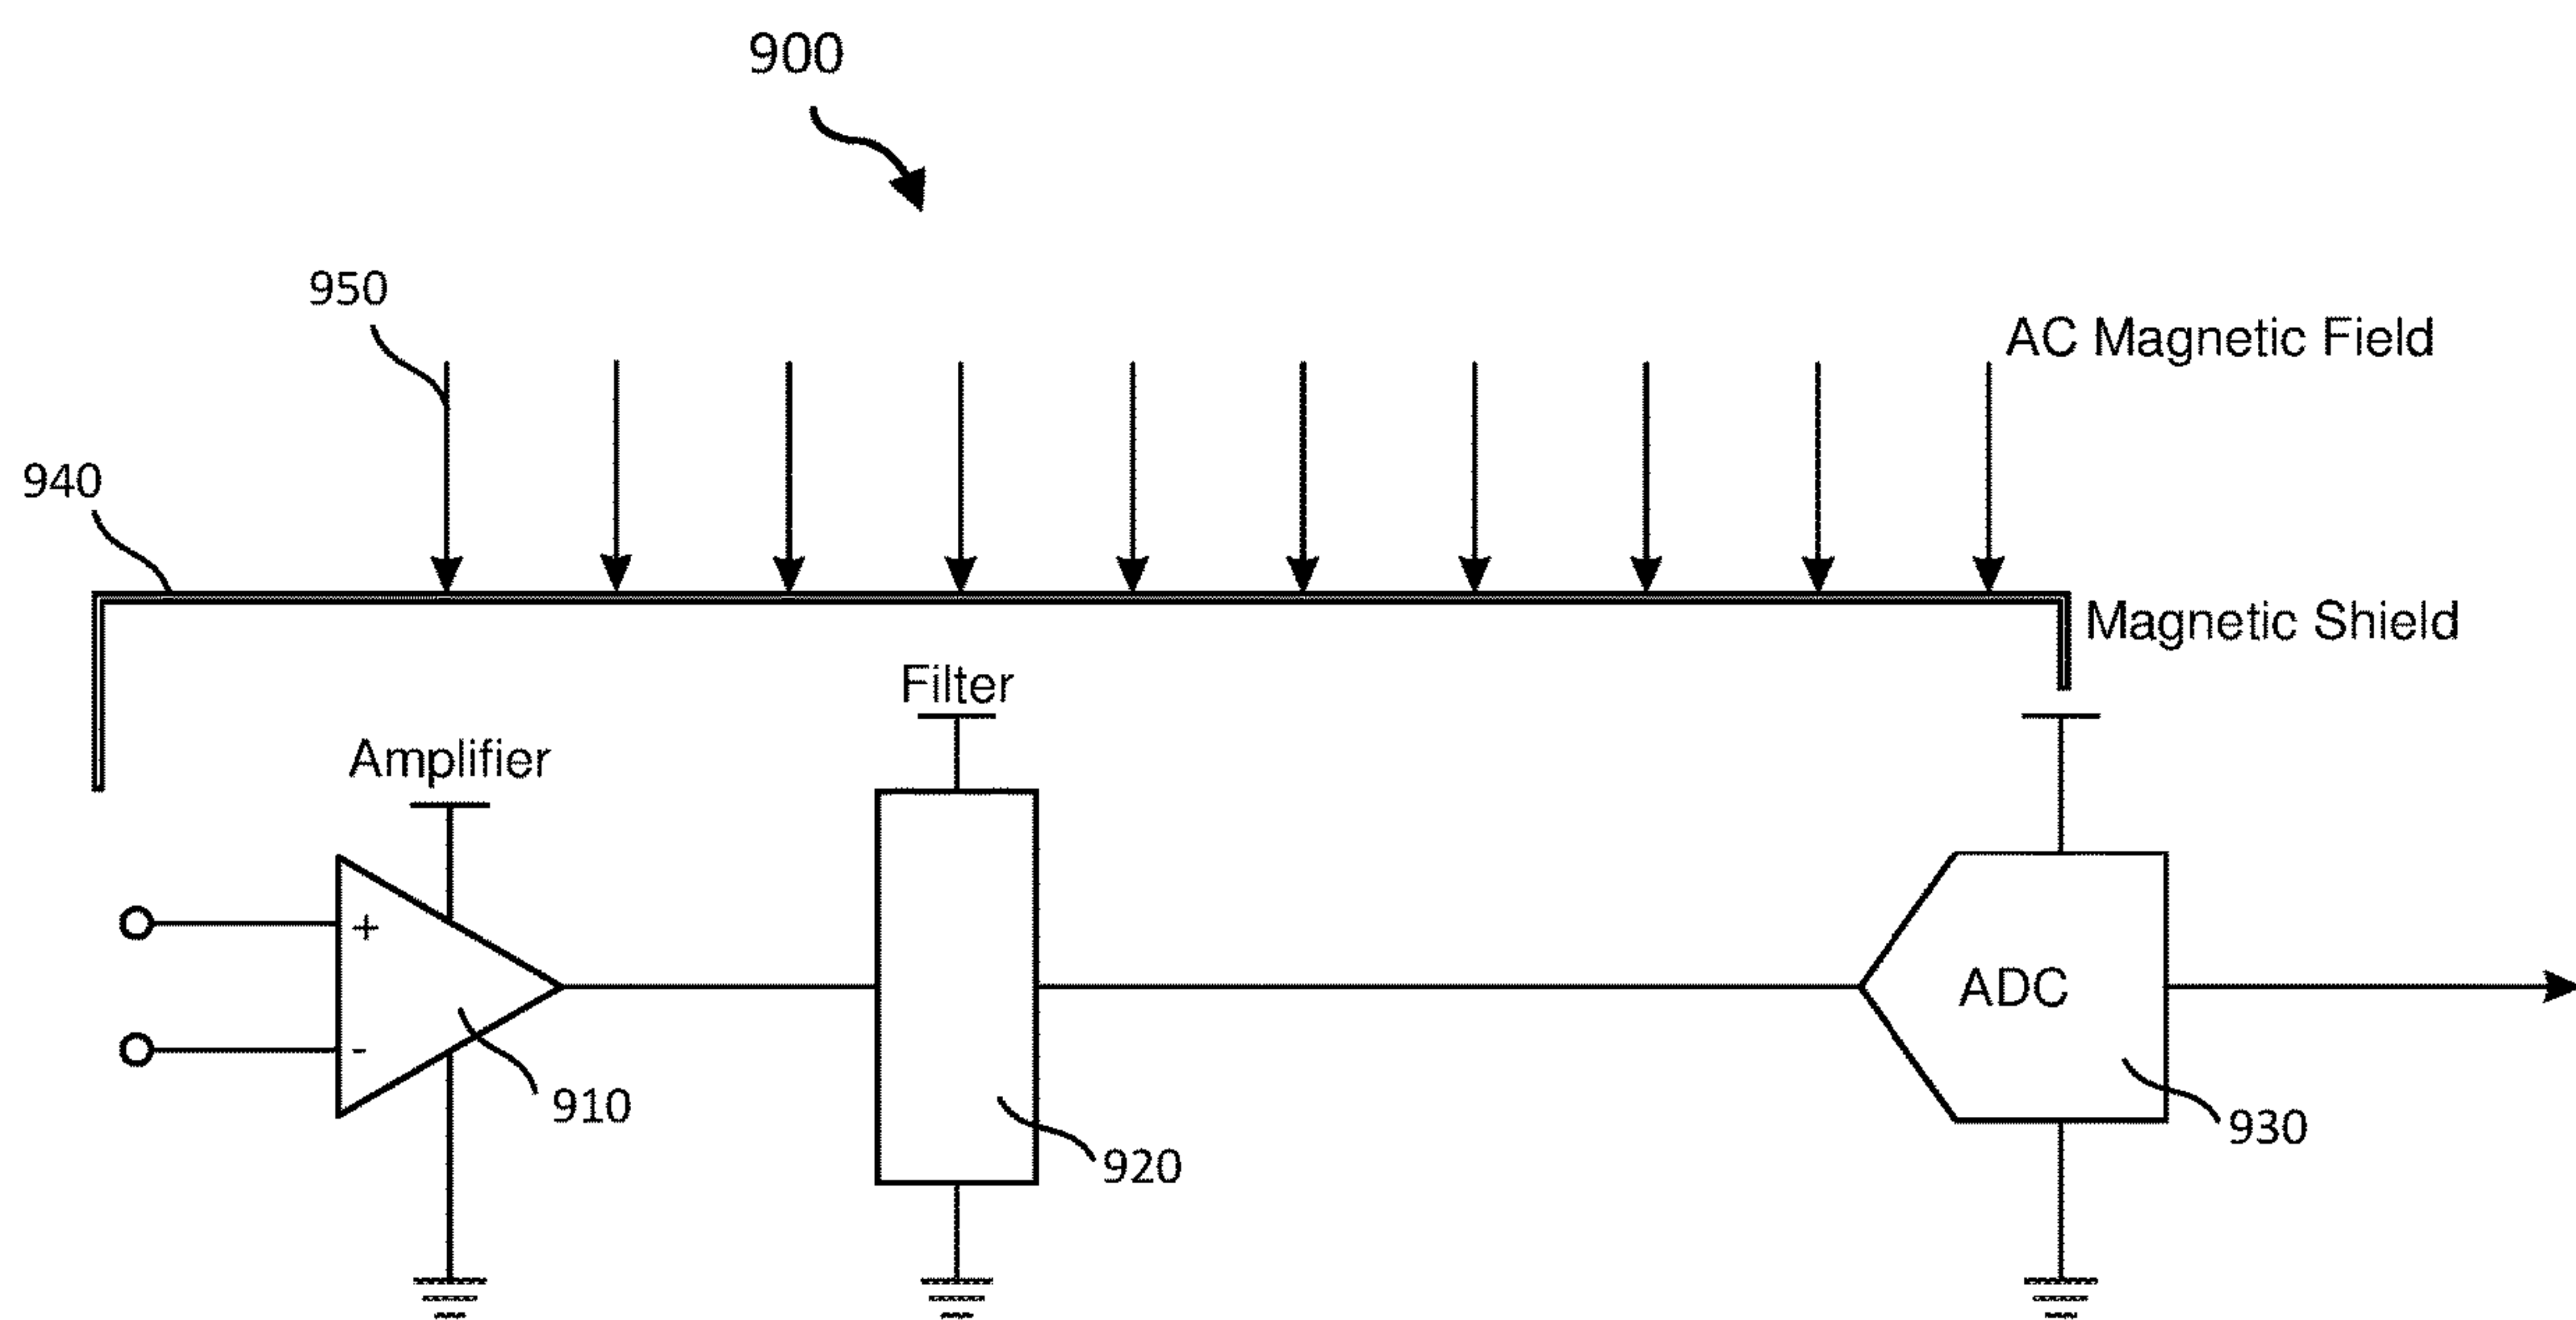 900
950
AC Magnetic Field
940
Magnetic Shield
Filter
Amplifier
+
ADC
-
910
930
920